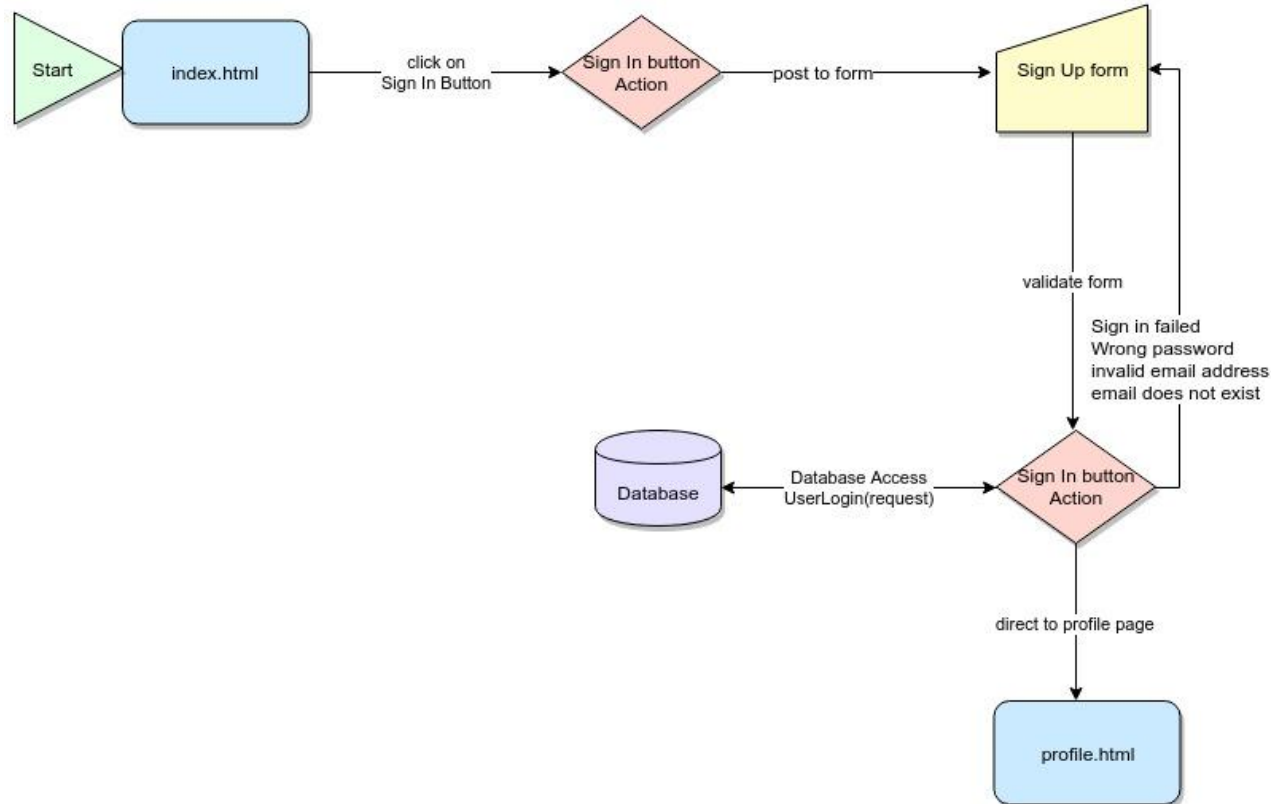 Start
index.html
click on
Sign In Button
Sign In button
Action
post to form
Sign Up form
validate form
Sign in failed
Wrong password
invalid email address
email does not exist
Database
Database Access
UserLogin(request)
Sign In button
Action
direct to profile page
profile.html